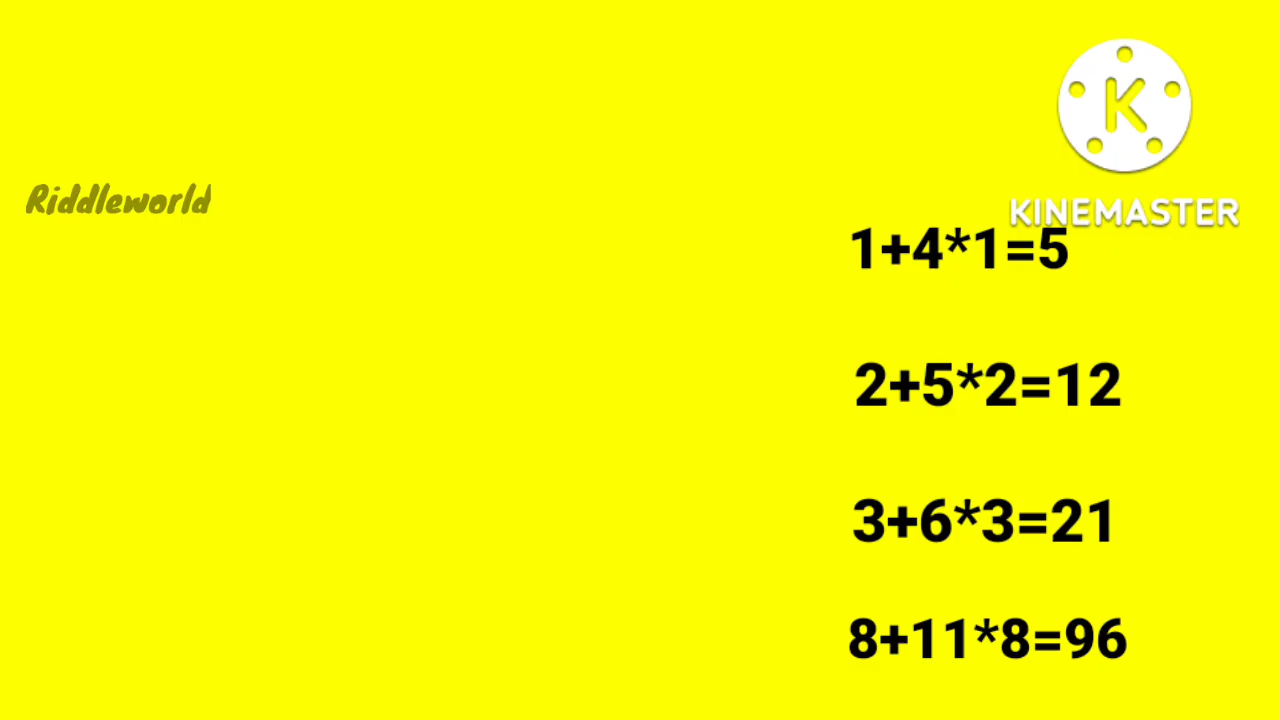 Riddleworld
K
KINEMASTER
1+4*1=5
2+5*2=12
3+6*3=21
8+11*8=96